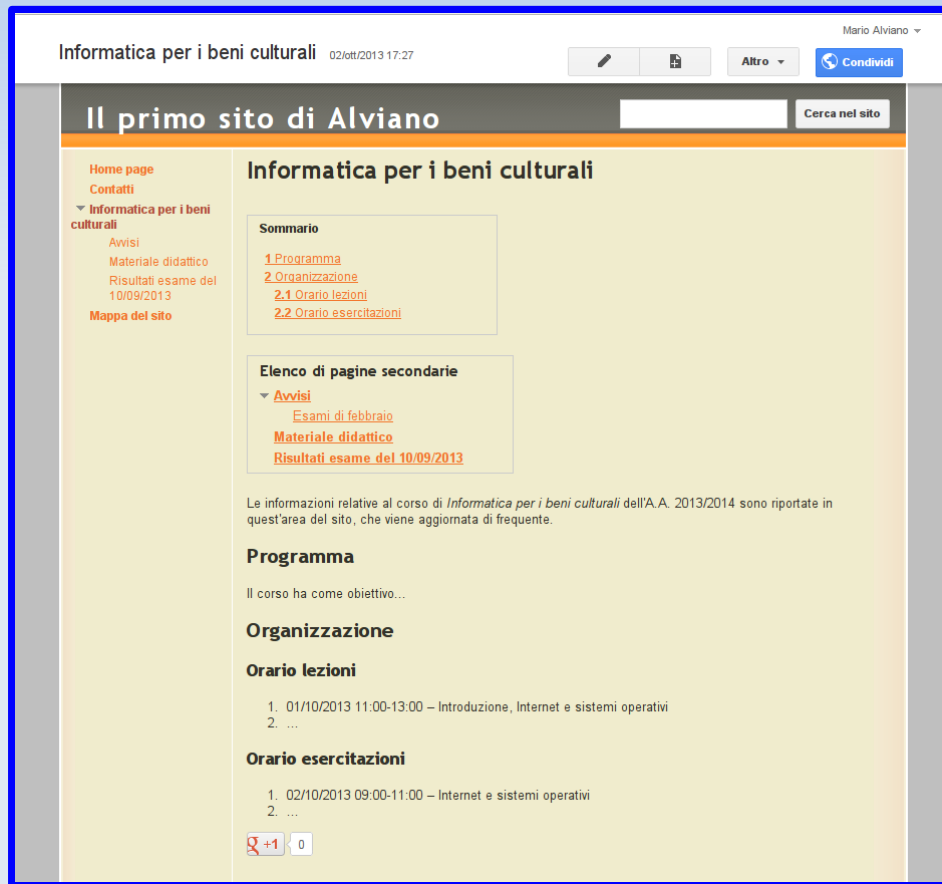 Mario Alviano
Informatica per i beni culturali 02/ott/2013 17:27
Altro
Condividi
Il primo sito di Alviano
Cerca nel sito
Home page
Contatti
Informatica per i beni
culturali
Avvisi
Materiale didattico
Risultati esame del
10/09/2013
Mappa del sito
Informatica per i beni culturali
Sommario
1 Programma
2 Organizzazione
2.1 Orario lezioni
2.2 Orario esercitazioni
Elenco di pagine secondarie
Avvisi
Esami di febbraio
Materiale didattico
Risultati esame del 10/09/2013
Le informazioni relative al corso di Informatica per i beni culturali dell'A.A. 2013/2014 sono riportate in
quest'area del sito, che viene aggiornata di frequente.
Programma
Il corso ha come obiettivo...
Organizzazione
Orario lezioni
1. 01/10/2013 11:00-13:00 – Introduzione, Internet e sistemi operativi
2. ...
Orario esercitazioni
1. 02/10/2013 09:00-11:00 – Internet e sistemi operativi
2. ...
g +1 0